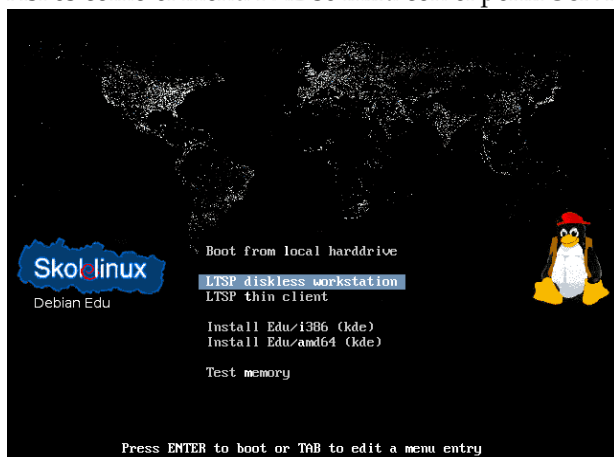 Boot from local harddrive
Skolelinux
Debian Edu
LTSP diskless workstation
LTSP thin client
Install Edu/i386 (kde)
Install Edu/amd64 (kde)
Test memory
Press ENTER to boot or TAB to edit a menu entry